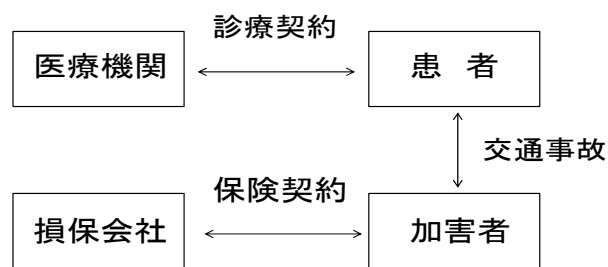 診療契約
医療機関
患 者
交通事故
保険契約
損保会社
加害者